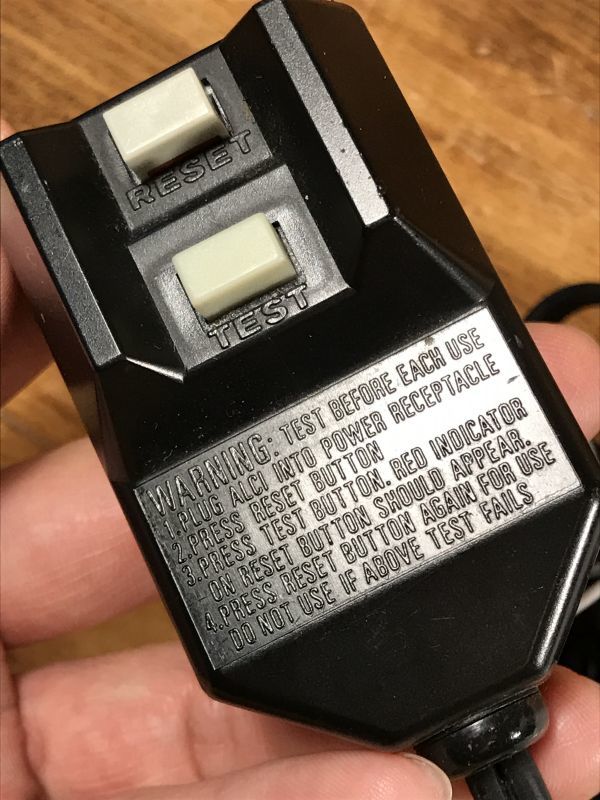 RESET
TEST
WARNING: TEST BEFORE EACH USE
1.PLUG ALCI INTO POWER RECEPTACLE
2.PRESS RESET BUTTON
3.PRESS TEST BUTTON. RED INDICATOR
ON RESET BUTTON SHOULD APPEAR.
4.PRESS RESET BUTTON AGAIN FOR USE
DO NOT USE IF ABOVE TEST FAILS